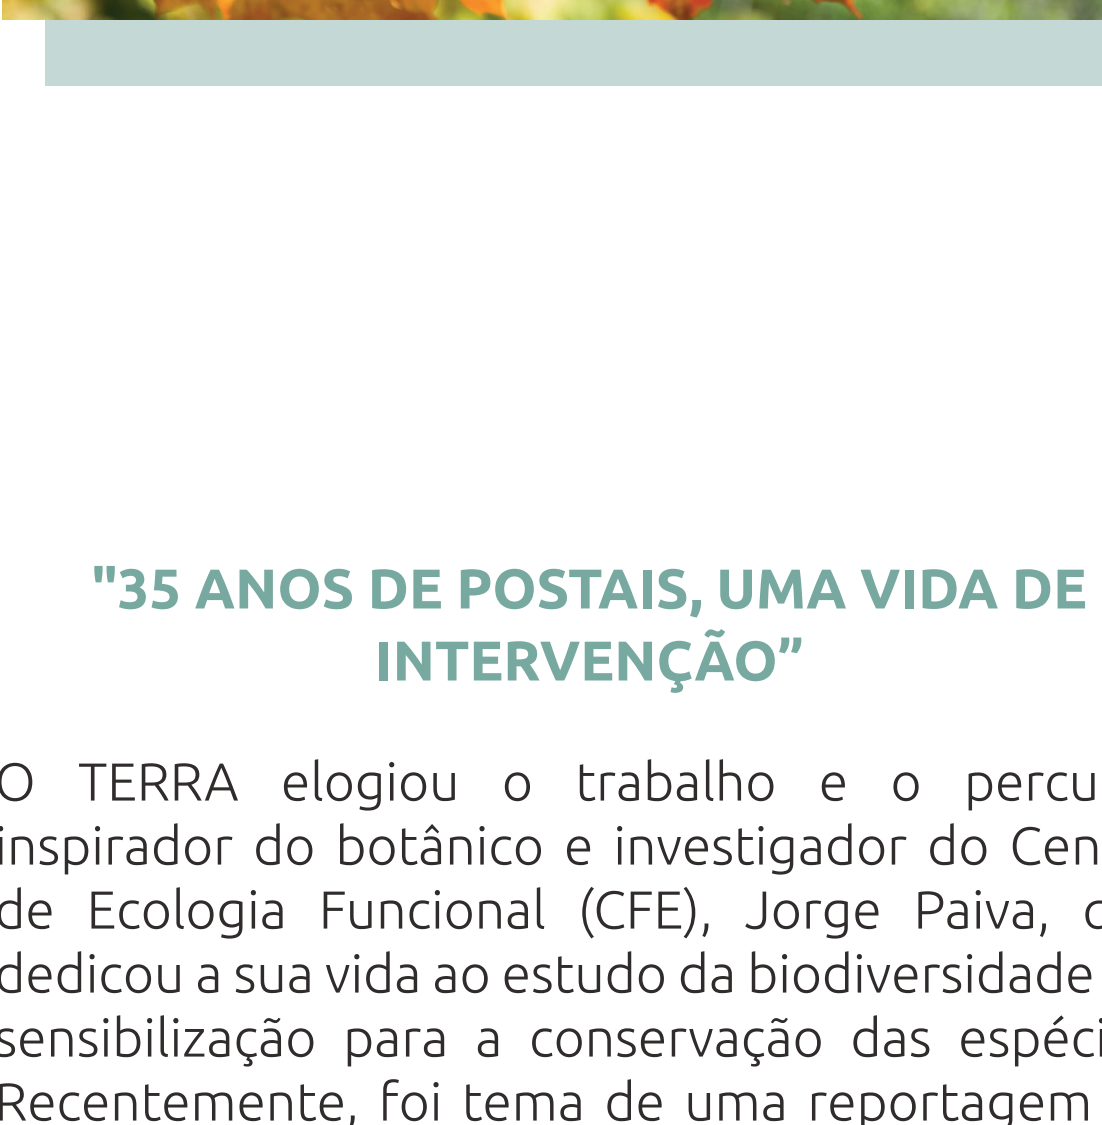 "35 ANOS DE POSTAIS, UMA VIDA DE
INTERVENÇÃO”
O TERRA elogiou o trabalho e o percu
inspirador do botânico e investigador do Cen
de Ecologia Funcional (CFE), Jorge Paiva,
dedicou a sua vida ao estudo da biodiversidade
sensibilização para a conservação das espéci
Recentemente, foi tema de uma reportagem